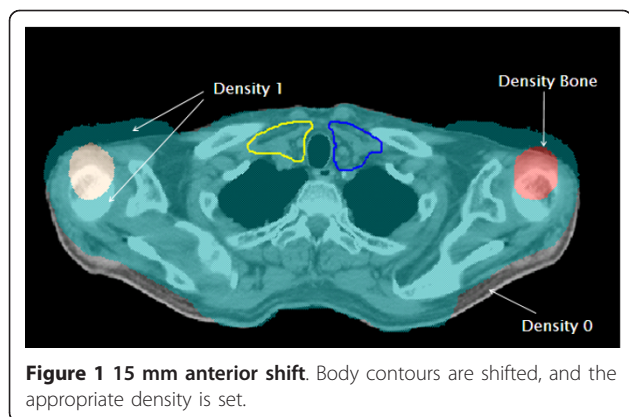 Density 1
Density Bone
Density 0
Figure 1 15 mm anterior shift. Body contours are shifted, and the
appropriate density is set.